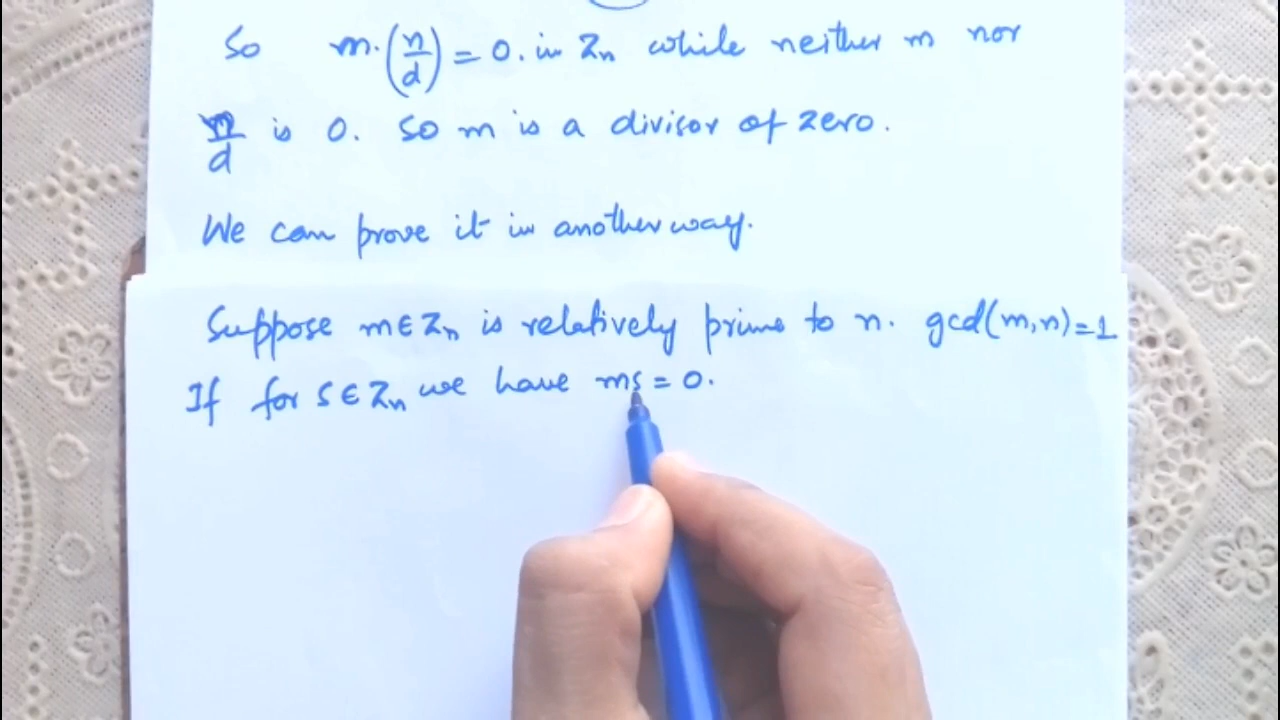 So m.(n/d) = 0. in Zn while neither m nor
n/d is 0. So m is a divisor of zero.
We can prove it in another way.
Suppose m ∈ Zn is relatively prime to n. gcd(m,n)=1
If for s ∈ Zn we have ms = 0.